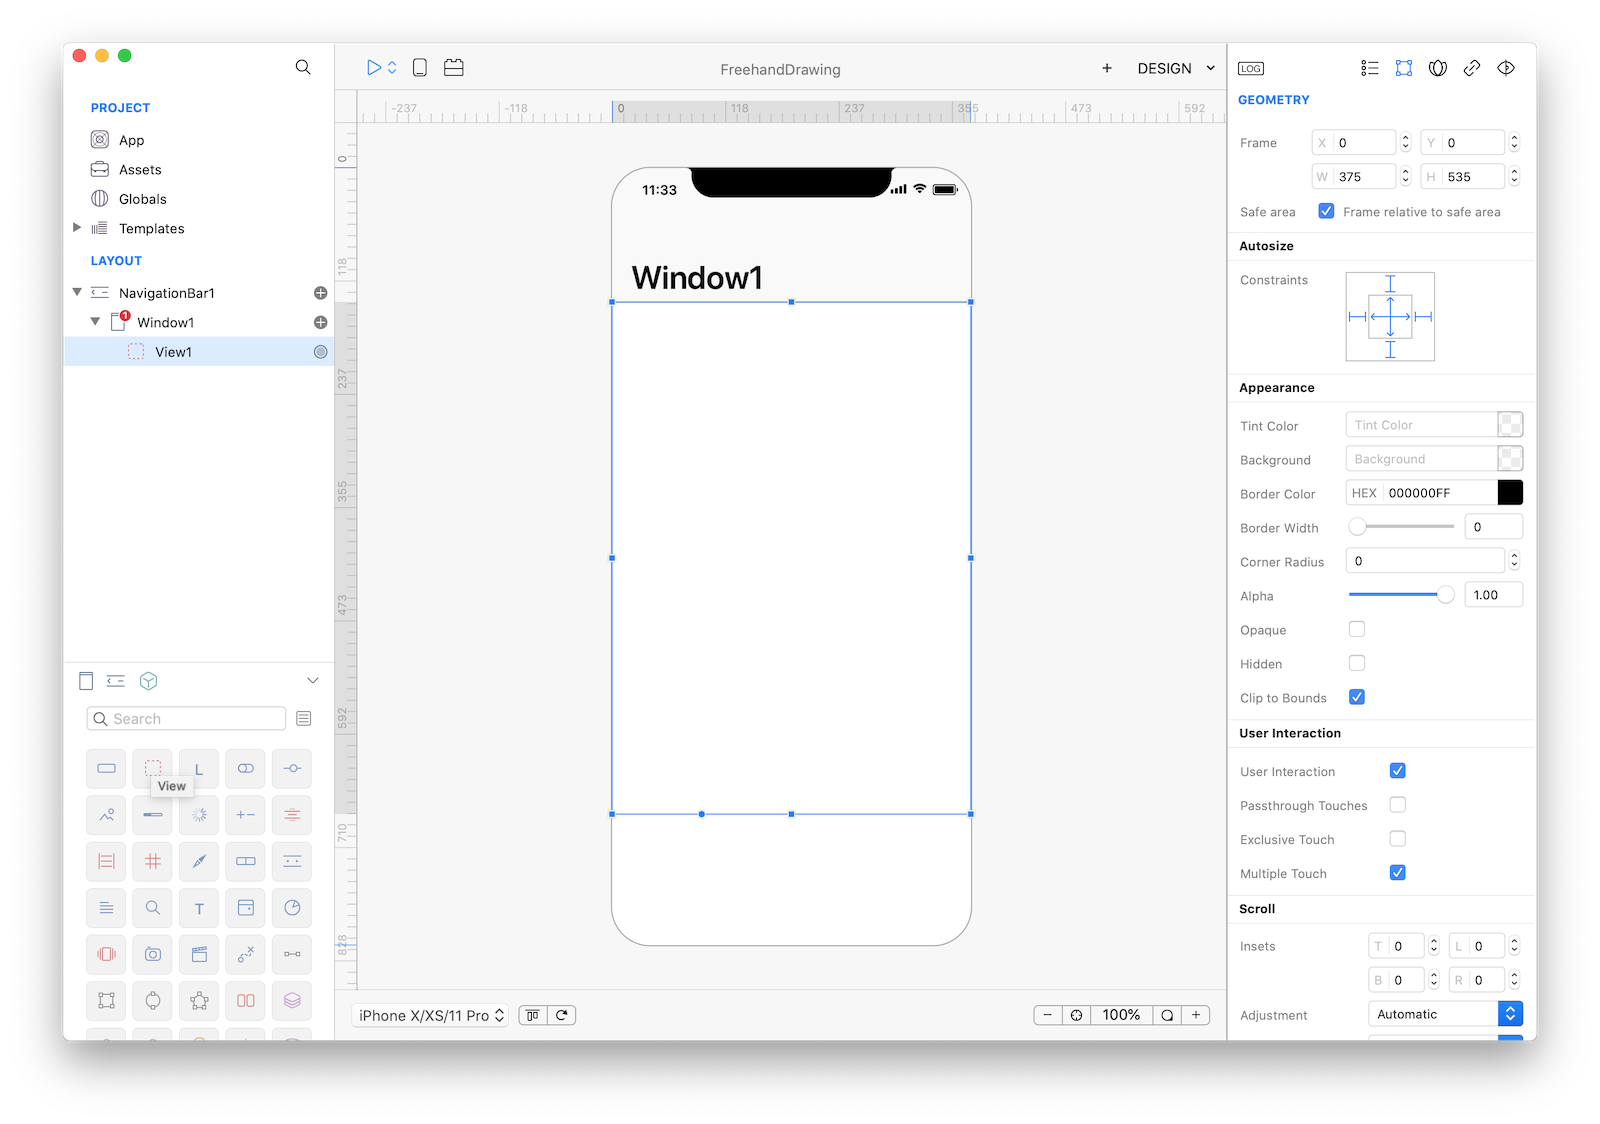 FreehandDrawing
DESIGN
LOG
PROJECT
App
Assets
Globals
Templates
LAYOUT
NavigationBar1
1
Window1
View1
Search
L
View
T
-237
-118
0
118
237
355
473
592
0
118
237
355
473
592
710
828
11:33
Window1
iPhone X/XS/11 Pro
100%
GEOMETRY
Frame
X 0
Y 0
W 375
H 535
Safe area
Frame relative to safe area
Autosize
Constraints
Appearance
Tint Color
Tint Color
Background
Background
Border Color
HEX 000000FF
Border Width
0
Corner Radius
0
Alpha
1.00
Opaque
Hidden
Clip to Bounds
User Interaction
User Interaction
Passthrough Touches
Exclusive Touch
Multiple Touch
Scroll
Insets
T 0
L 0
B 0
R 0
Adjustment
Automatic